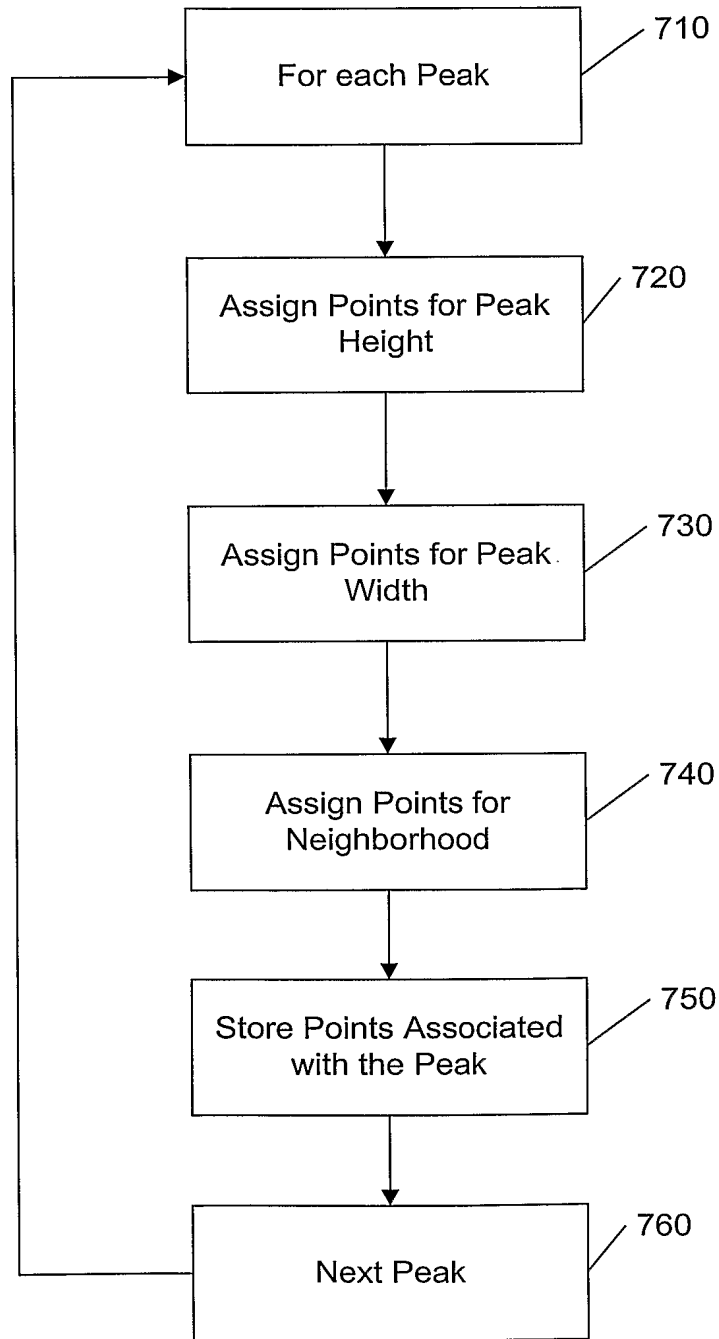 710
For each Peak
720
Assign Points for Peak
Height
730
Assign Points for Peak
Width
740
Assign Points for
Neighborhood
750
Store Points Associated
with the Peak
760
Next Peak